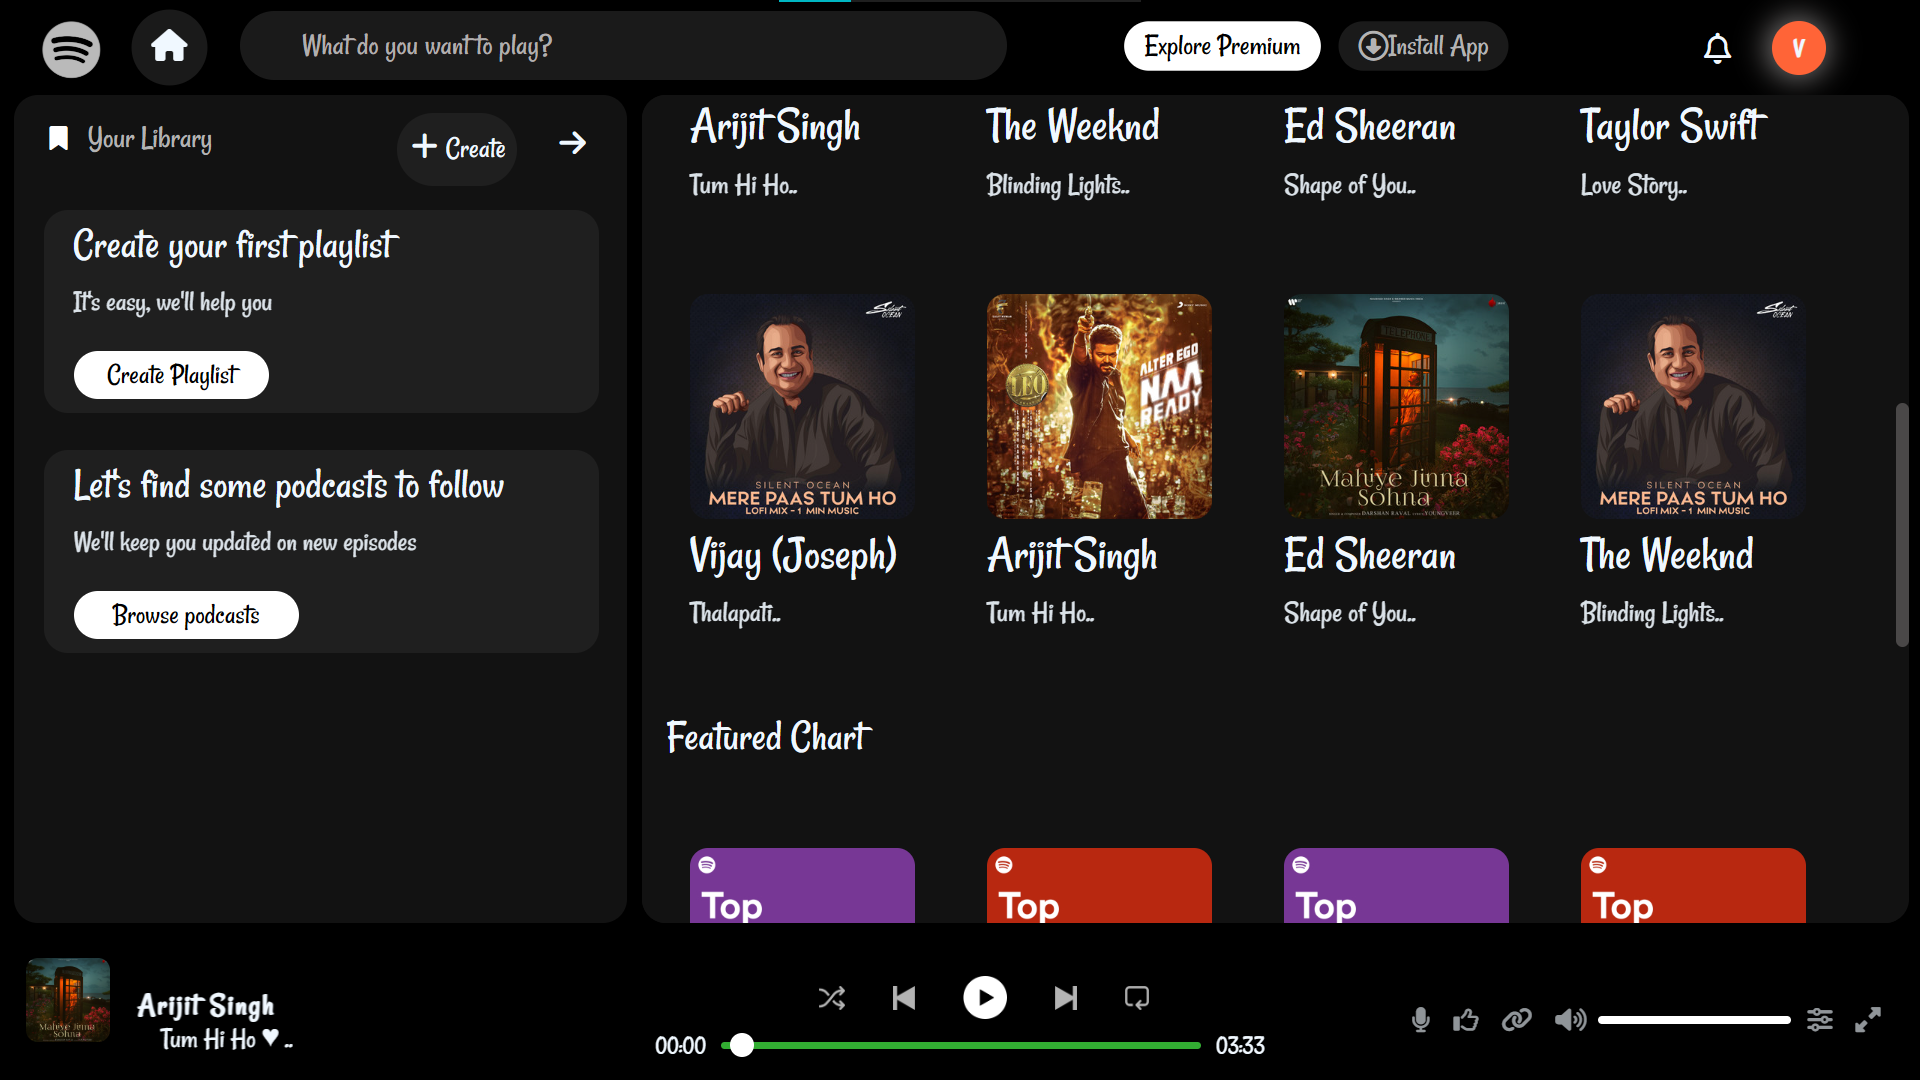 What do you want to play?
Explore Premium
Install App
V
Your Library
Create
Create your first playlist
It's easy, we'll help you
Create Playlist
Let's find some podcasts to follow
We'll keep you updated on new episodes
Browse podcasts
Arijit Singh
Tum Hi Ho..
The Weeknd
Blinding Lights..
Ed Sheeran
Shape of You..
Taylor Swift
Love Story..
Silent OCEAN
SILENT OCEAN
MERE PAAS TUM HO
LOFI MIX - 1 MIN MUSIC
Vijay (Joseph)
Thalapati..
LEO
ALTER EGO
NAA
READY
Arijit Singh
Tum Hi Ho..
TELEPHONE
Mahiye Jinna
Sohna
Ed Sheeran
Shape of You..
Silent OCEAN
SILENT OCEAN
MERE PAAS TUM HO
LOFI MIX - 1 MIN MUSIC
The Weeknd
Blinding Lights..
Featured Chart
Top
Top
Top
Top
Mahiye Jinna
Sohna
Arijit Singh
Tum Hi Ho ♥ ..
00:00
03:33